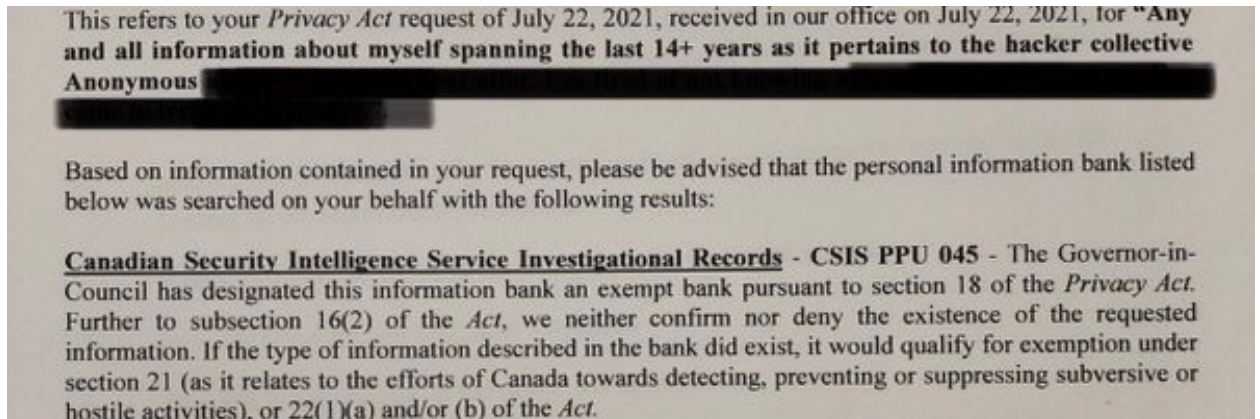 This refers to your Privacy Act request of July 22, 2021, received in our office on July 22, 2021, for "Any
and all information about myself spanning the last 14+ years as it pertains to the hacker collective
Anonymous
Based on information contained in your request, please be advised that the personal information bank listed
below was searched on your behalf with the following results:
Canadian Security Intelligence Service Investigational Records - CSIS PPU 045 - The Governor-in-
Council has designated this information bank an exempt bank pursuant to section 18 of the Privacy Act.
Further to subsection 16(2) of the Act, we neither confirm nor deny the existence of the requested
information. If the type of information described in the bank did exist, it would qualify for exemption under
section 21 (as it relates to the efforts of Canada towards detecting, preventing or suppressing subversive or
hostile activities), or 22(1)(a) and/or (b) of the Act.